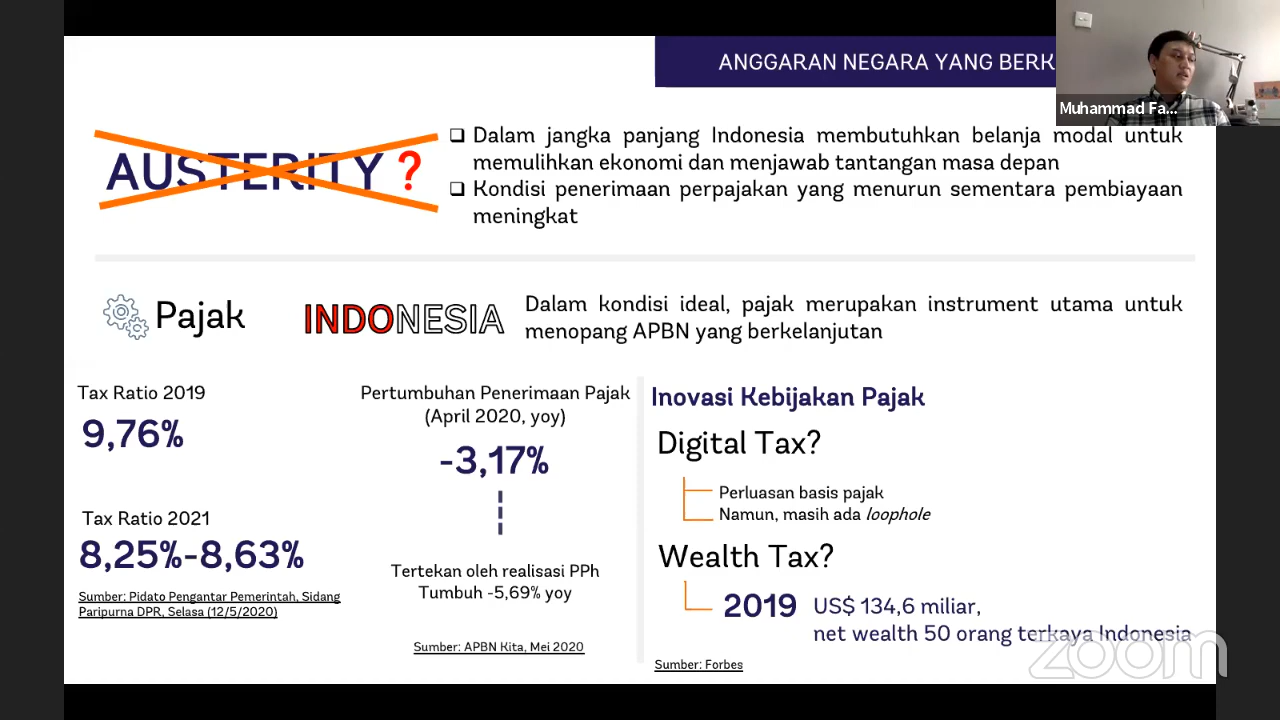 ANGGARAN NEGARA YANG BERK
Muhammad Fa...
AUSTERITY ?
❑ Dalam jangka panjang Indonesia membutuhkan belanja modal untuk
memulihkan ekonomi dan menjawab tantangan masa depan
❑ Kondisi penerimaan perpajakan yang menurun sementara pembiayaan
meningkat
Pajak
INDONESIA
Dalam kondisi ideal, pajak merupakan instrument utama untuk
menopang APBN yang berkelanjutan
Tax Ratio 2019
9,76%
Tax Ratio 2021
8,25%-8,63%
Sumber: Pidato Pengantar Pemerintah, Sidang
Paripurna DPR, Selasa (12/5/2020)
Pertumbuhan Penerimaan Pajak
(April 2020, yoy)
-3,17%
Tertekan oleh realisasi PPh
Tumbuh -5,69% yoy
Sumber: APBN Kita, Mei 2020
Inovasi Kebijakan Pajak
Digital Tax?
Perluasan basis pajak
Namun, masih ada loophole
Wealth Tax?
2019 US$ 134,6 miliar,
net wealth 50 orang terkaya Indonesia
Sumber: Forbes
zoom